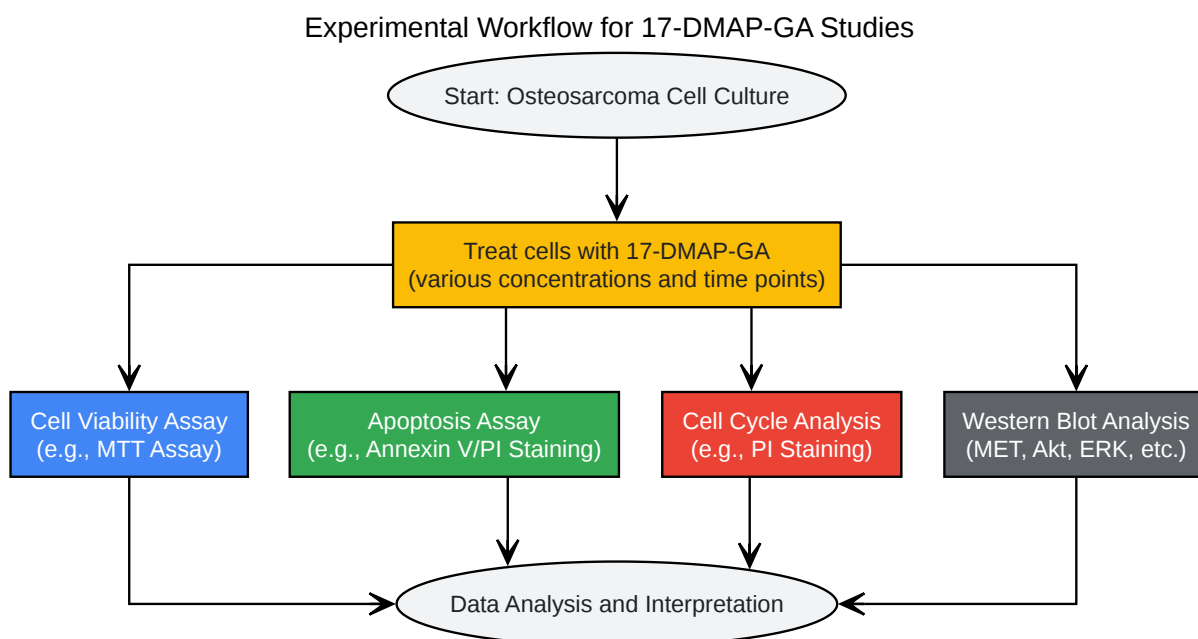 Experimental Workflow for 17-DMAP-GA Studies
Start: Osteosarcoma Cell Culture
Treat cells with 17-DMAP-GA
(various concentrations and time points)
Cell Viability Assay
(e.g., MTT Assay)
Apoptosis Assay
(e.g., Annexin V/PI Staining)
Cell Cycle Analysis
(e.g., PI Staining)
Western Blot Analysis
(MET, Akt, ERK, etc.)
Data Analysis and Interpretation